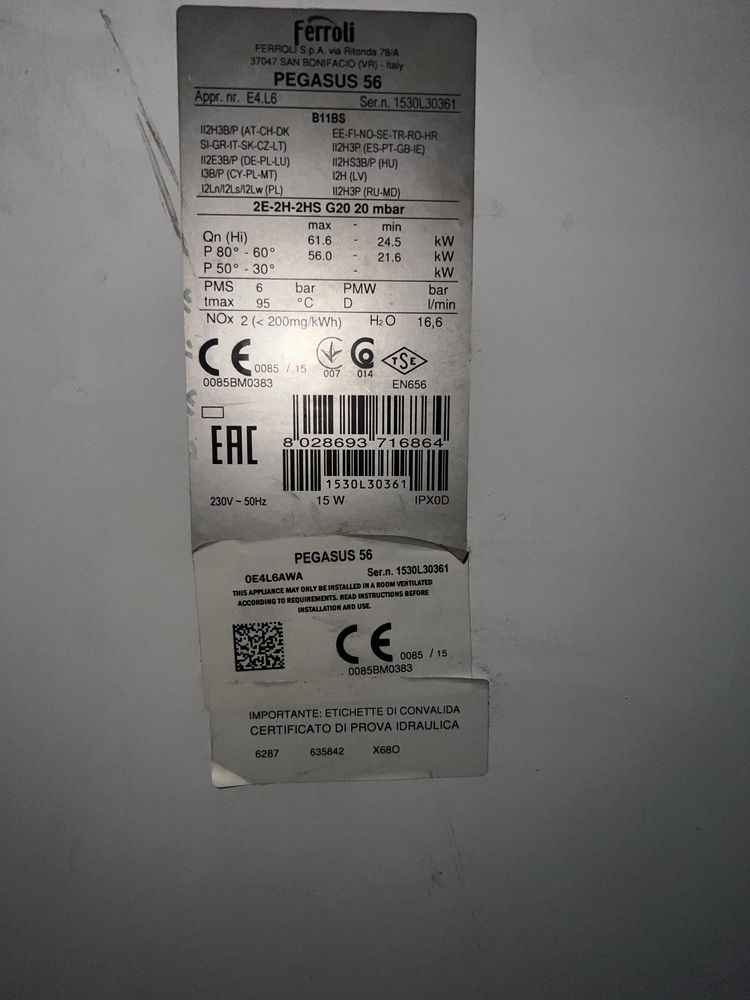 Ferroli
FERROLI S.p.A. via Ritonda 78/A
37047 SAN BONIFACIO (VR) - Italy
PEGASUS 56
Appr. nr. E4.L6 Ser.n. 1530L30361
B11BS
II2H3B/P (AT-CH-DK EE-FI-NO-SE-TR-RO-HR
SI-GR-IT-SK-CZ-LT) II2H3P (ES-PT-GB-IE)
II2E3B/P (DE-PL-LU) II2HS3B/P (HU)
I3B/P (CY-PL-MT) I2H (LV)
I2Ln/I2Ls/I2Lw (PL) II2H3P (RU-MD)
2E-2H-2HS G20 20 mbar
max - min
Qn (Hi) 61.6 - 24.5 kW
P 80° - 60° 56.0 - 21.6 kW
P 50° - 30° - kW
PMS 6 bar PMW bar
tmax 95 °C D l/min
NOx 2 (< 200mg/kWh) H2O 16,6
CE 0085 / 15 007 014 TSE
0085BM0383 EN656
EAC
8 028693 716864
1530L30361
230V ~ 50Hz 15 W IPX0D
PEGASUS 56
0E4L6AWA Ser.n. 1530L30361
THIS APPLIANCE MAY ONLY BE INSTALLED IN A ROOM VENTILATED
ACCORDING TO REQUIREMENTS. READ INSTRUCTIONS BEFORE
INSTALLATION AND USE.
CE 0085 / 15
0085BM0383
IMPORTANTE: ETICHETTE DI CONVALIDA
CERTIFICATO DI PROVA IDRAULICA
6287 635842 X68O